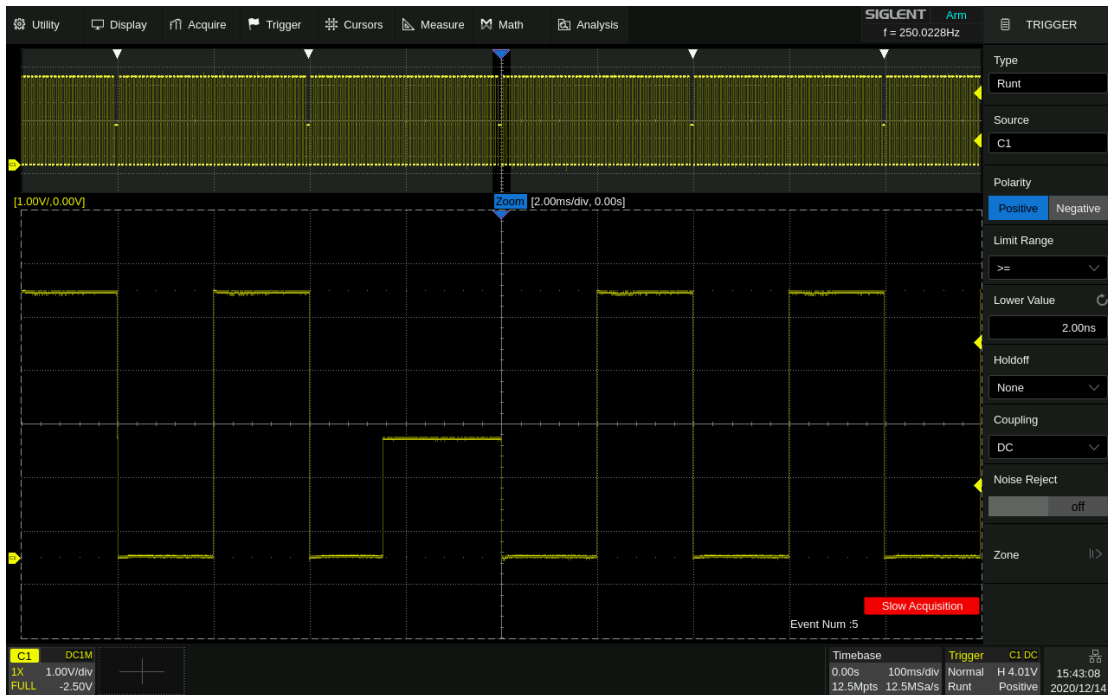 Utility Display Acquire Trigger Cursors Measure Math Analysis
SIGLENT Arm
f = 250.0228Hz
TRIGGER
Type
Runt
Source
C1
Polarity
Positive Negative
Limit Range
>=
Lower Value
2.00ns
Holdoff
None
Coupling
DC
Noise Reject
off
Zone
[1.00V/,0.00V]
Zoom [2.00ms/div, 0.00s]
Slow Acquisition
Event Num :5
C1 DC1M
1X 1.00V/div
FULL -2.50V
Timebase
0.00s 100ms/div
12.5Mpts 12.5MSa/s
Trigger C1 DC
Normal H 4.01V
Runt Positive
15:43:08
2020/12/14